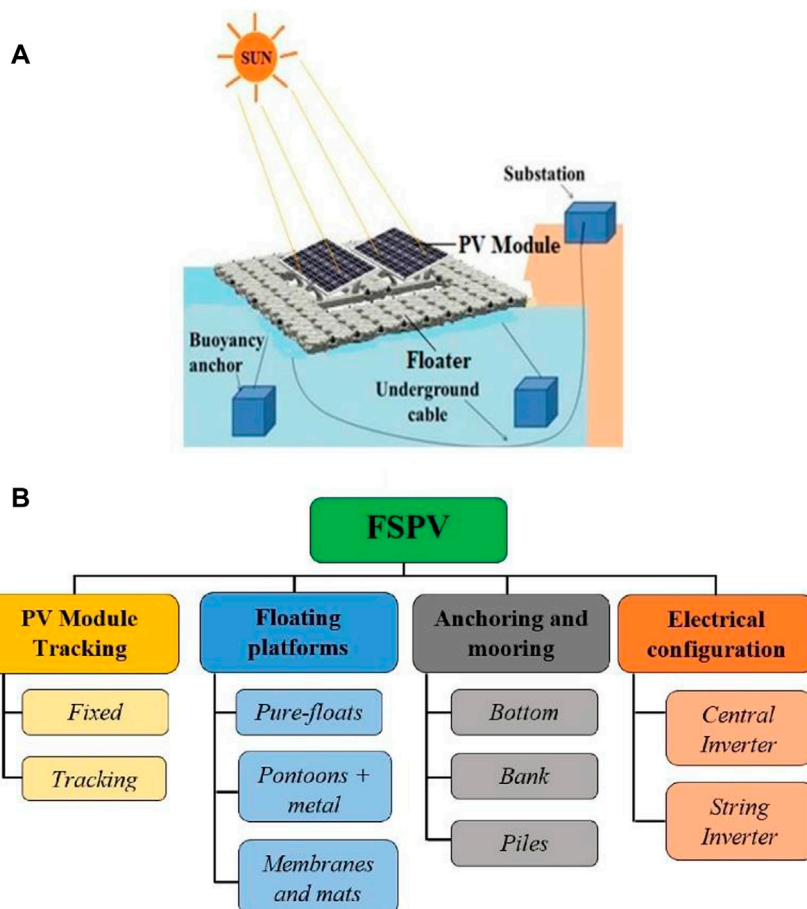 A
SUN
Substation
PV Module
Buoyancy
anchor
Floater
Underground
cable
B
FSPV
PV Module
Tracking
Fixed
Tracking
Floating
platforms
Pure-floats
Pontoons +
metal
Membranes
and mats
Anchoring and
mooring
Bottom
Bank
Piles
Electrical
configuration
Central
Inverter
String
Inverter